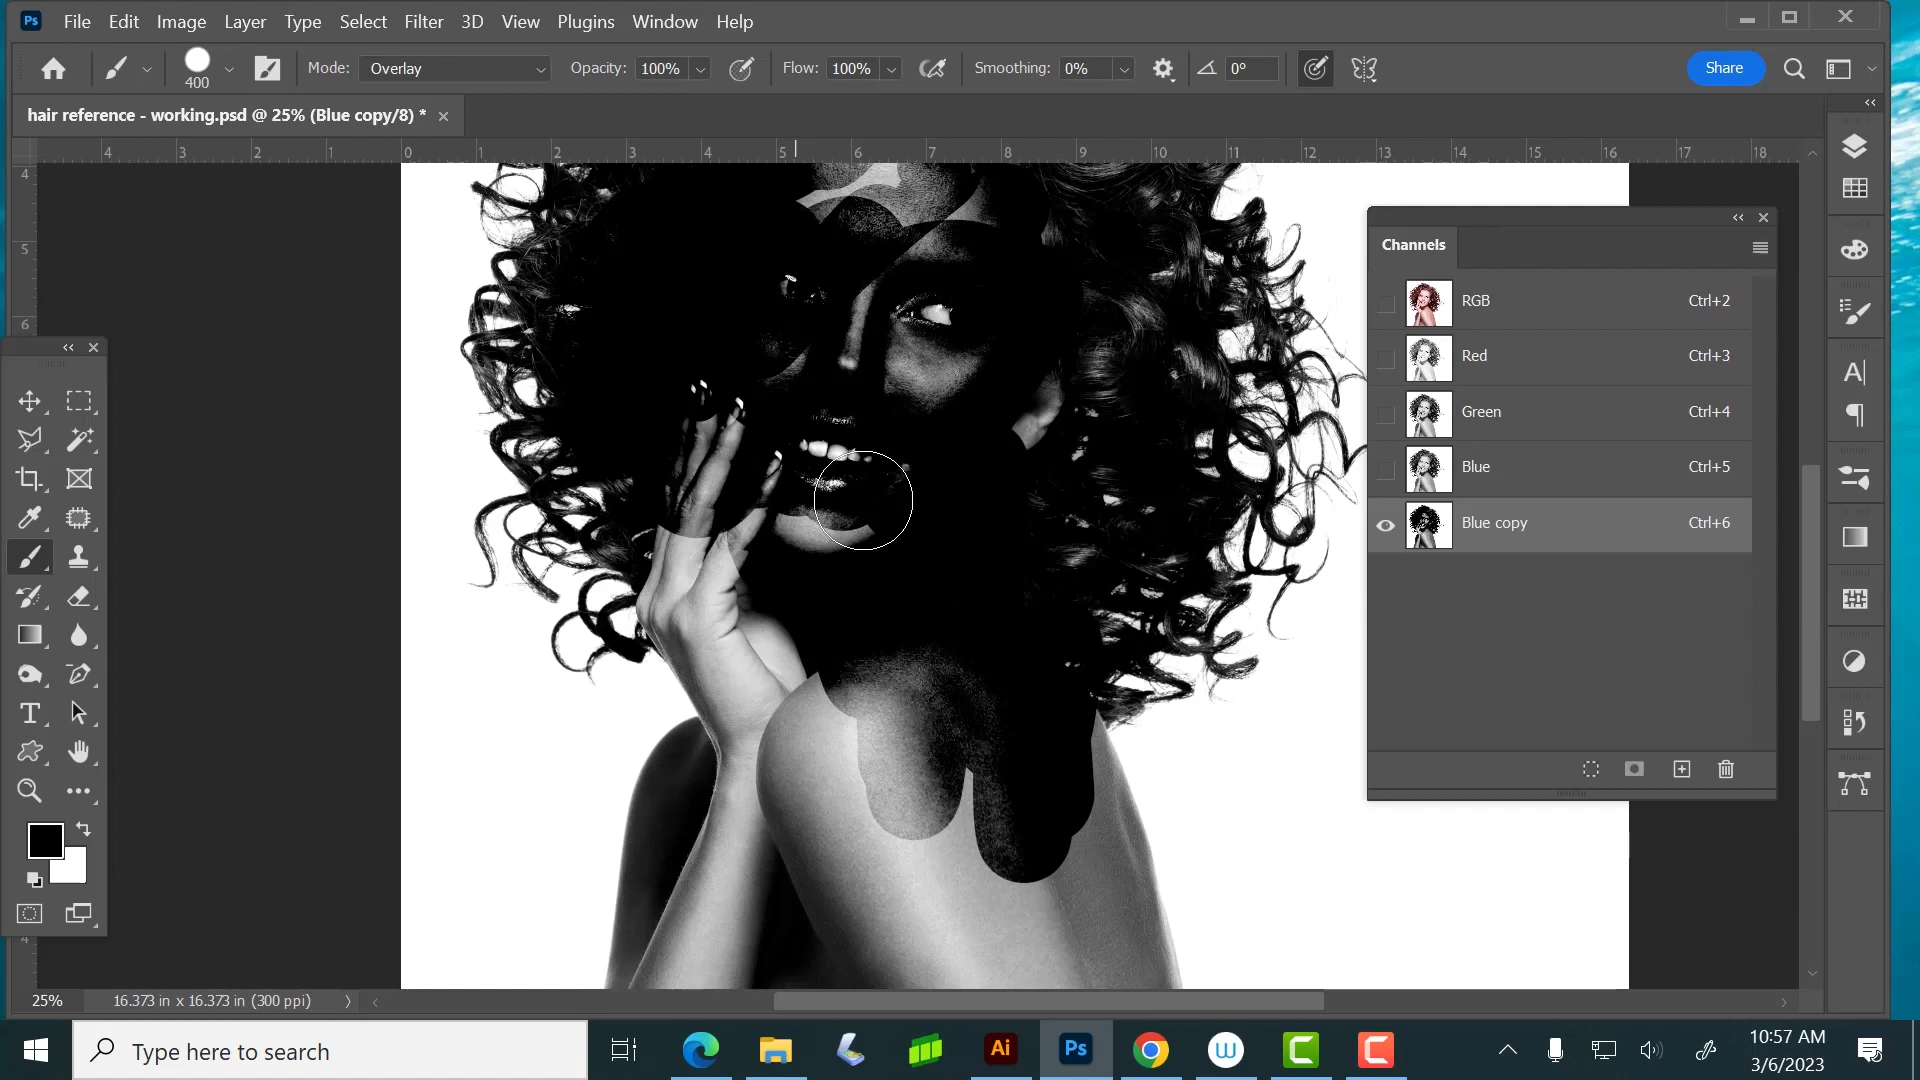 Ps File Edit Image Layer Type Select Filter 3D View Plugins Window Help
400 Mode: Overlay Opacity: 100% Flow: 100% Smoothing: 0% 0° Share
hair reference - working.psd @ 25% (Blue copy/8) *
4 3 2 1 0 1 2 3 4 5 6 7 8 9 10 11 12 13 14 15 16 17 18
4
5
6
4
Channels
RGB Ctrl+2
Red Ctrl+3
Green Ctrl+4
Blue Ctrl+5
Blue copy Ctrl+6
25% 16.373 in x 16.373 in (300 ppi)
Type here to search
Ai Ps
10:57 AM
3/6/2023